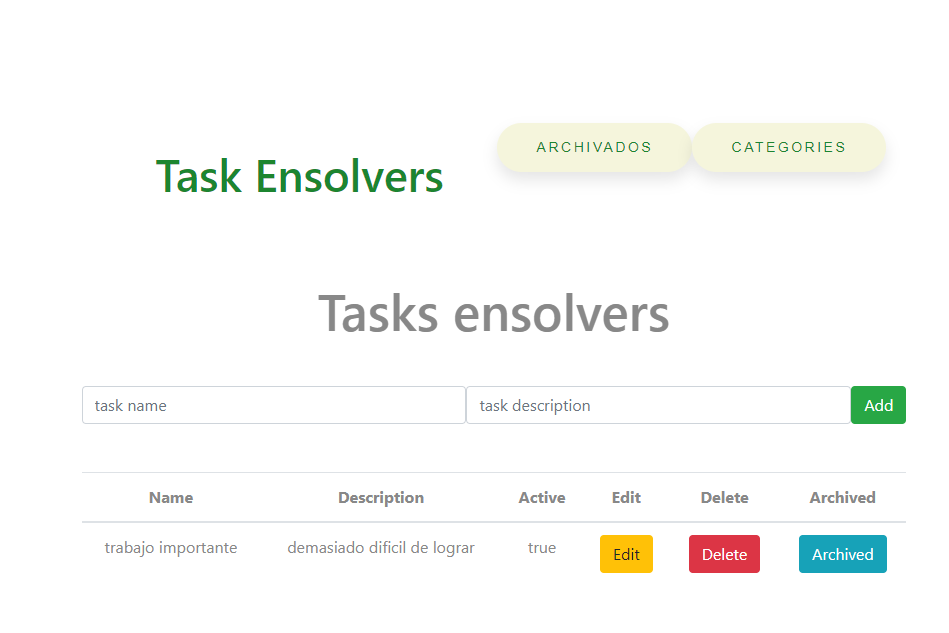 ARCHIVADOS CATEGORIES
Task Ensolvers
Tasks ensolvers
task name task description Add
Name Description Active Edit Delete Archived
trabajo importante demasiado dificil de lograr true Edit Delete Archived